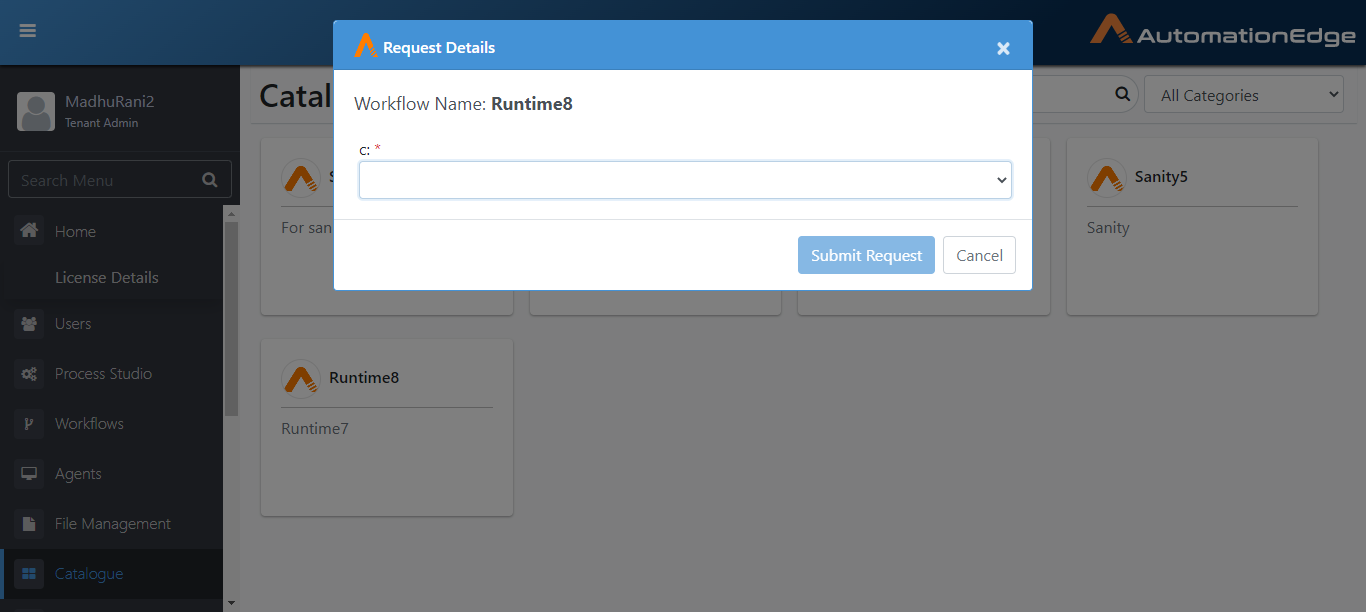 Request Details
AutomationEdge
MadhuRani2
Tenant Admin
Catal
Workflow Name: Runtime8
All Categories
c: *
Search Menu
S
Sanity5
For san
Sanity
Submit Request
Cancel
Home
License Details
Users
Process Studio
Workflows
Agents
File Management
Catalogue
Runtime8
Runtime7